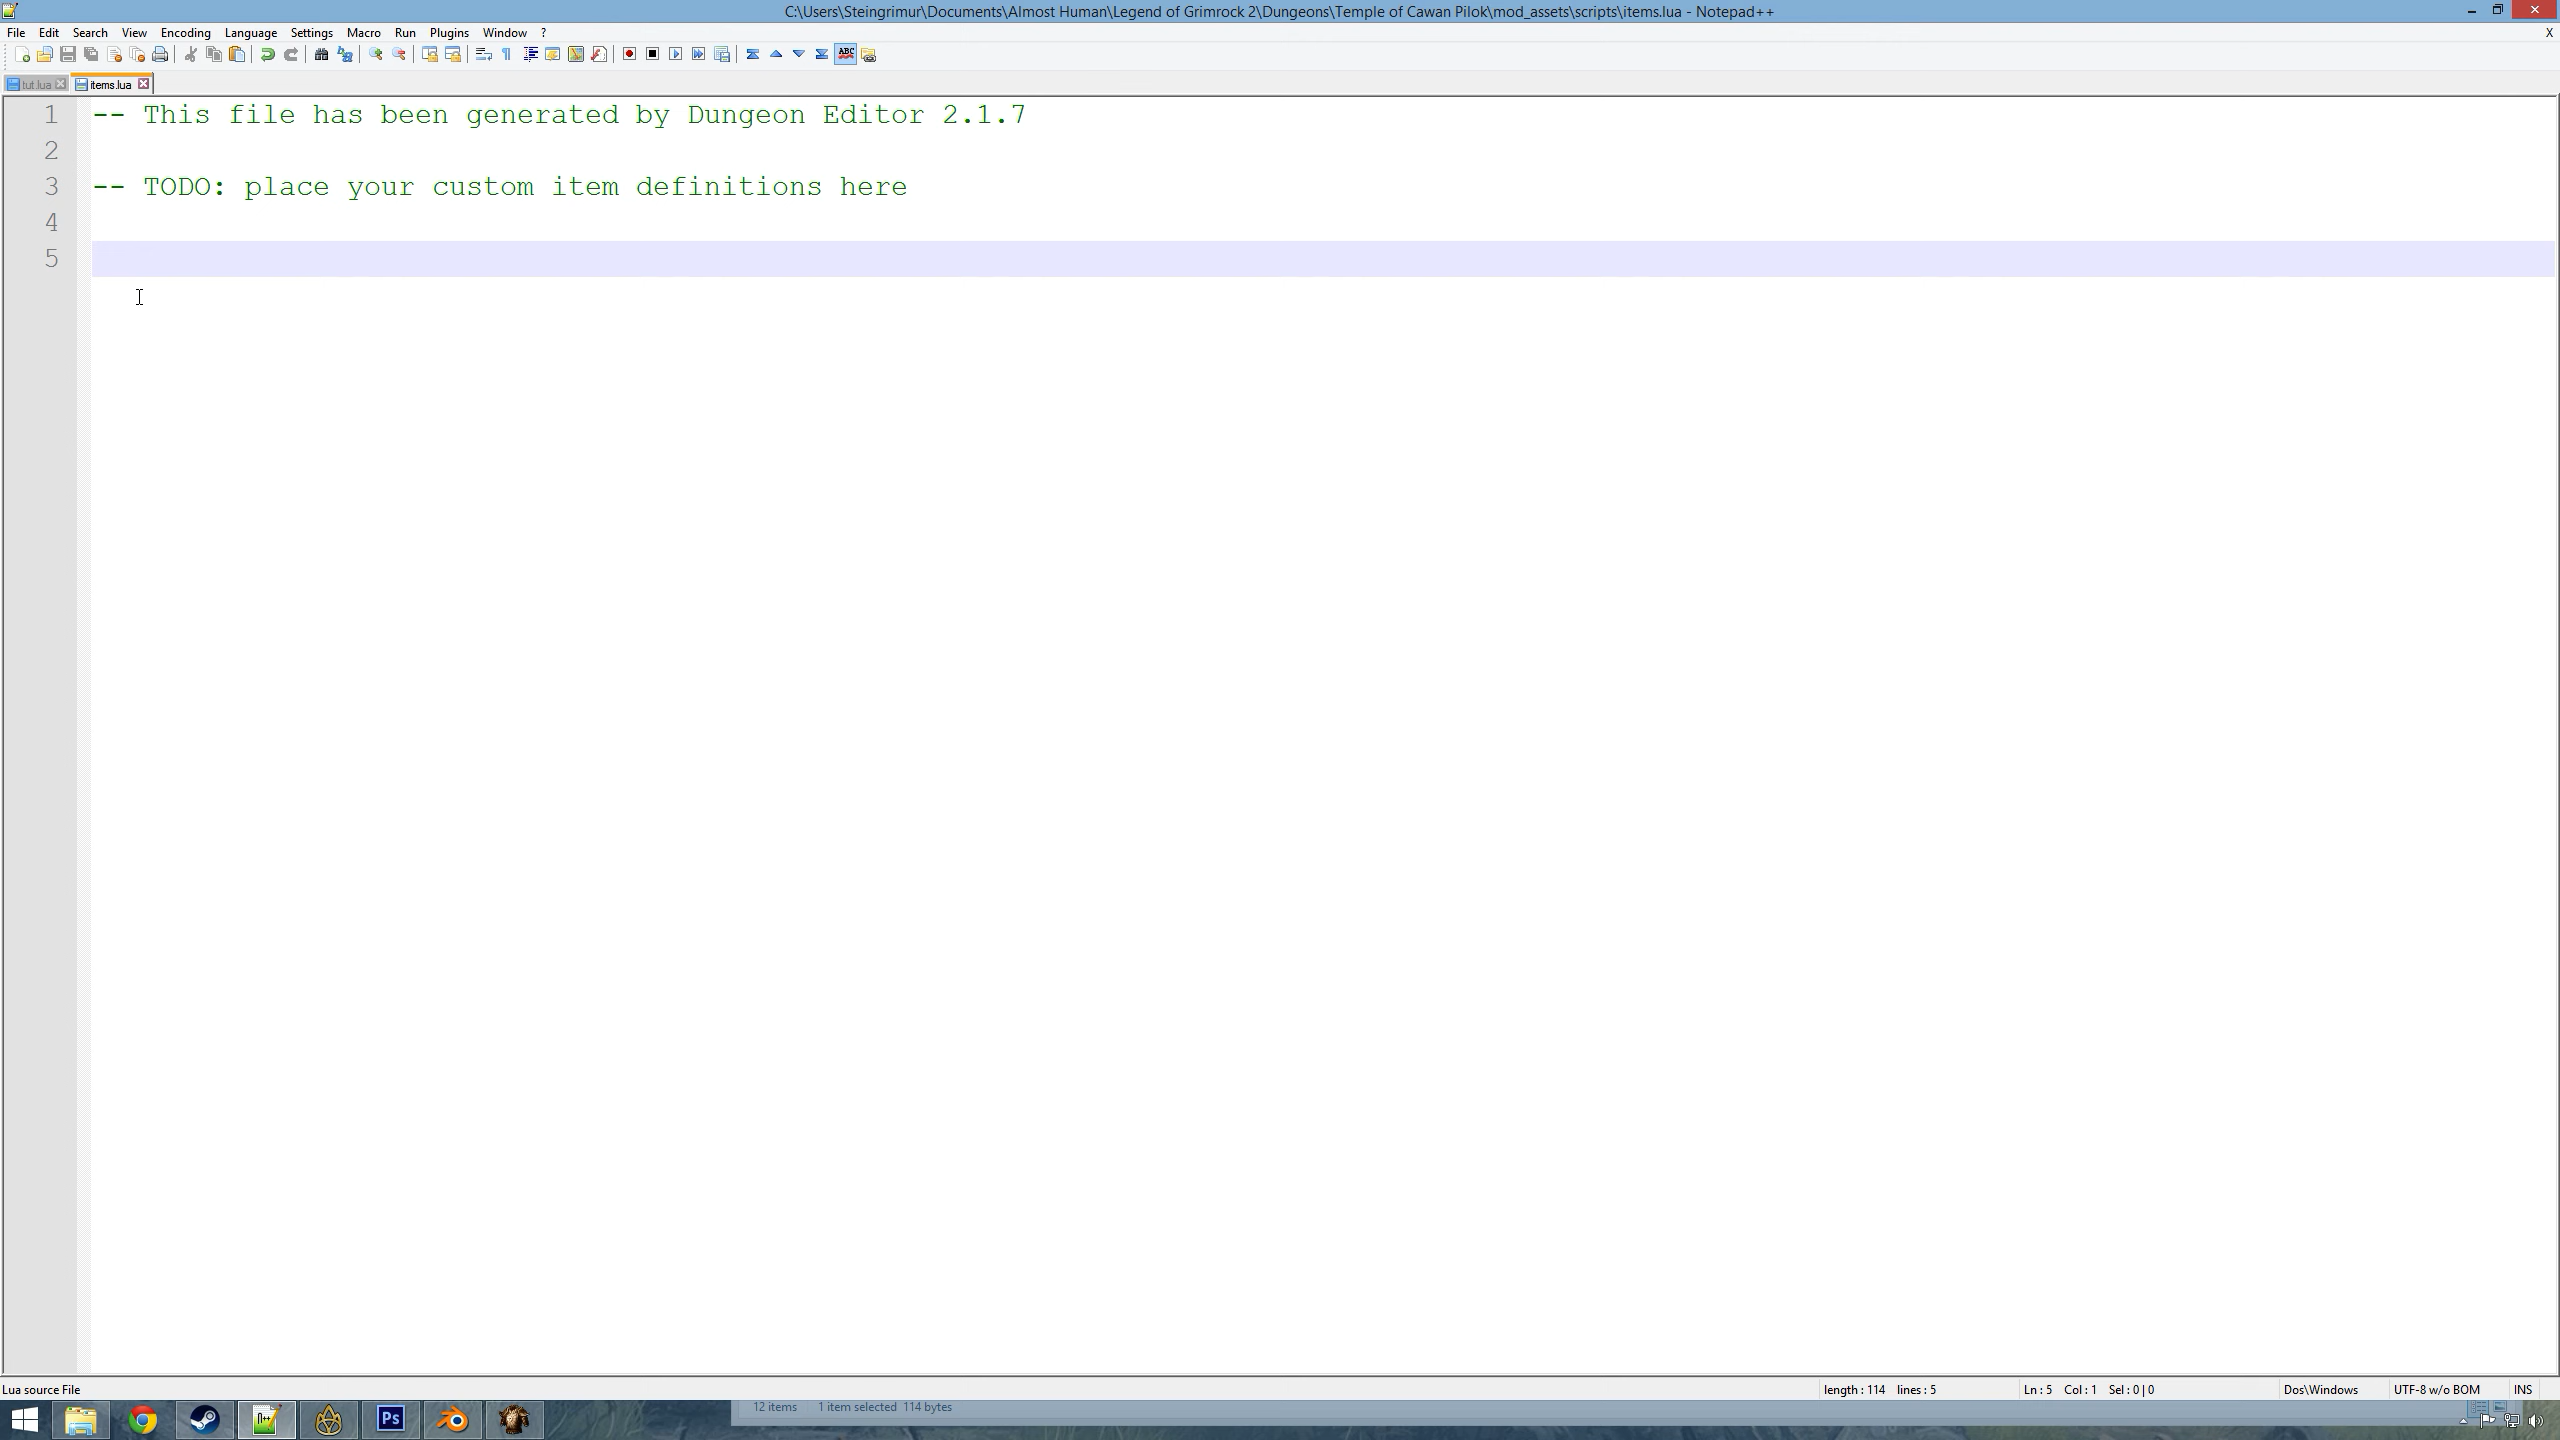 C:\Users\Steingrimur\Documents\Almost Human\Legend of Grimrock 2\Dungeons\Temple of Cawan Pilok\mod_assets\scripts\items.lua - Notepad++
File Edit Search View Encoding Language Settings Macro Run Plugins Window ? X
ABC
tut.lua items.lua
1 -- This file has been generated by Dungeon Editor 2.1.7
2
3 -- TODO: place your custom item definitions here
4
5
Lua source File length : 114 lines : 5 Ln : 5 Col : 1 Sel : 0 | 0 Dos\Windows UTF-8 w/o BOM INS
12 items 1 item selected 114 bytes
Ps